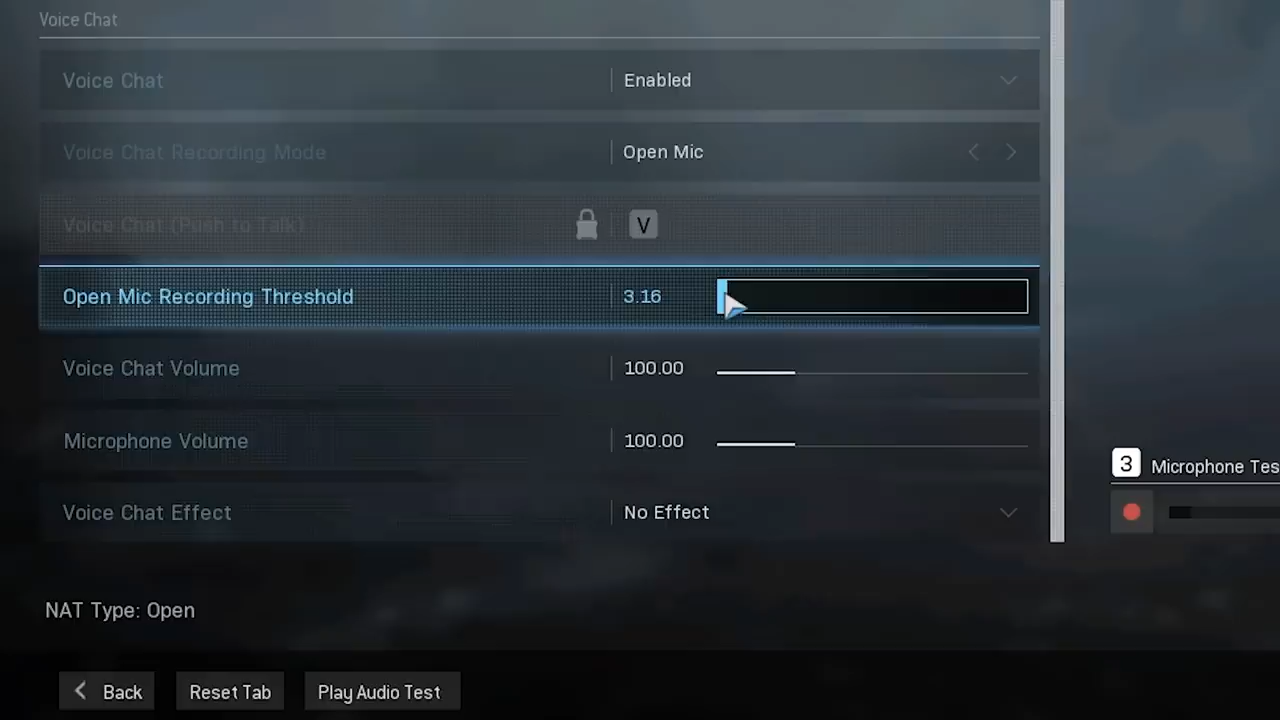 Voice Chat
Voice Chat Enabled
Voice Chat Recording Mode Open Mic
Voice Chat (Push to Talk) V
Open Mic Recording Threshold 3.16
Voice Chat Volume 100.00
Microphone Volume 100.00
3 Microphone Tes
Voice Chat Effect No Effect
NAT Type: Open
Back Reset Tab Play Audio Test